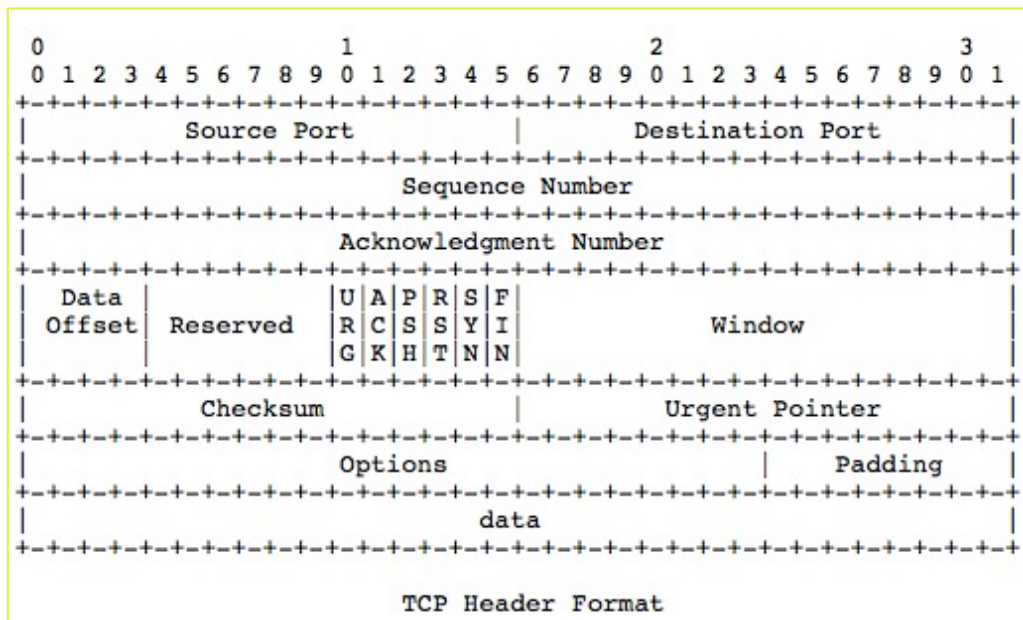 0                   1                   2                   3
 0 1 2 3 4 5 6 7 8 9 0 1 2 3 4 5 6 7 8 9 0 1 2 3 4 5 6 7 8 9 0 1
+-+-+-+-+-+-+-+-+-+-+-+-+-+-+-+-+-+-+-+-+-+-+-+-+-+-+-+-+-+-+-+-+
|          Source Port          |       Destination Port        |
+-+-+-+-+-+-+-+-+-+-+-+-+-+-+-+-+-+-+-+-+-+-+-+-+-+-+-+-+-+-+-+-+
|                        Sequence Number                        |
+-+-+-+-+-+-+-+-+-+-+-+-+-+-+-+-+-+-+-+-+-+-+-+-+-+-+-+-+-+-+-+-+
|                    Acknowledgment Number                      |
+-+-+-+-+-+-+-+-+-+-+-+-+-+-+-+-+-+-+-+-+-+-+-+-+-+-+-+-+-+-+-+-+
|  Data |           |U|A|P|R|S|F|                               |
| Offset| Reserved  |R|C|S|S|Y|I|            Window             |
|       |           |G|K|H|T|N|N|                               |
+-+-+-+-+-+-+-+-+-+-+-+-+-+-+-+-+-+-+-+-+-+-+-+-+-+-+-+-+-+-+-+-+
|           Checksum            |         Urgent Pointer        |
+-+-+-+-+-+-+-+-+-+-+-+-+-+-+-+-+-+-+-+-+-+-+-+-+-+-+-+-+-+-+-+-+
|                    Options                    |    Padding    |
+-+-+-+-+-+-+-+-+-+-+-+-+-+-+-+-+-+-+-+-+-+-+-+-+-+-+-+-+-+-+-+-+
|                             data                              |
+-+-+-+-+-+-+-+-+-+-+-+-+-+-+-+-+-+-+-+-+-+-+-+-+-+-+-+-+-+-+-+-+
TCP Header Format